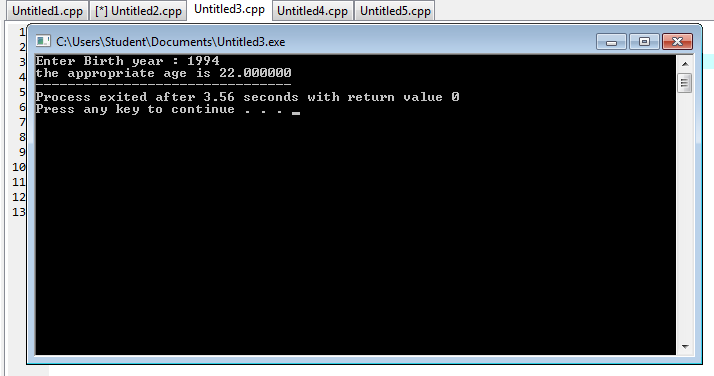 Untitled1.cpp [*] Untitled2.cpp Untitled3.cpp Untitled4.cpp Untitled5.cpp
1
2
3
4
5
6
7
8
9
10
11
12
13
C:\Users\Student\Documents\Untitled3.exe
Enter Birth year : 1994
the appropriate age is 22.000000
--------------------------------
Process exited after 3.56 seconds with return value 0
Press any key to continue . . . _